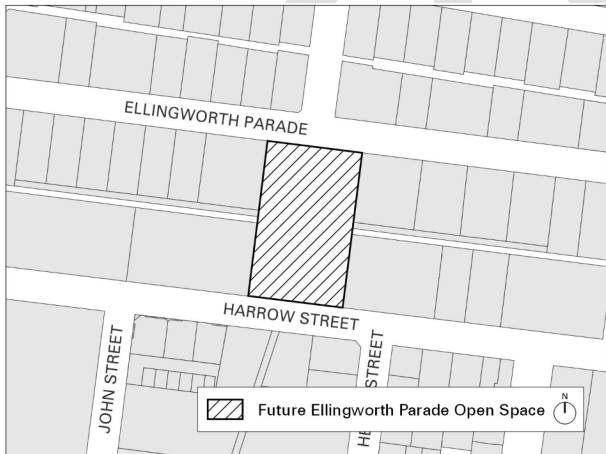 ELLINGWORTH PARADE
HARROW STREET
JOHN STREET
STREET
Future Ellingworth Parade Open Space
N